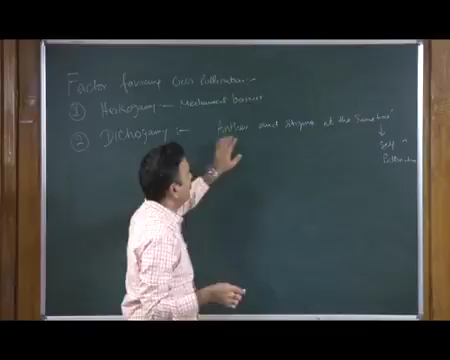 Factor favouring Cross Pollination :-
① Herkogamy — Mechanical barrier
② Dichogamy :— Anther and stigma at the same time
↓
Self
Pollination